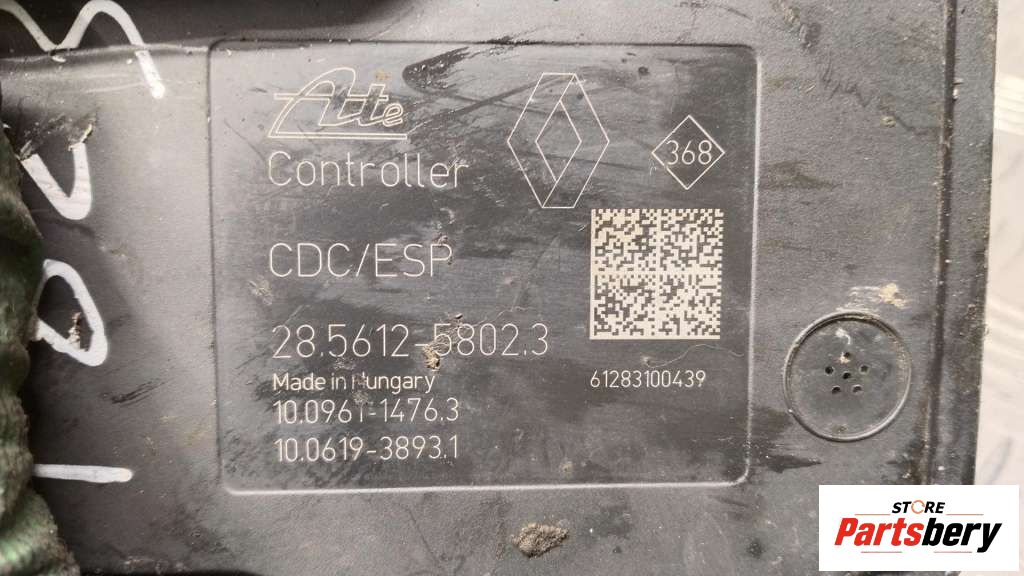 Ate
Controller
368
CDC/ESP
28.5612-5802.3
Made in Hungary
61283100439
10.0961-1476.3
10.0619-3893.1
STORE
Partsbery